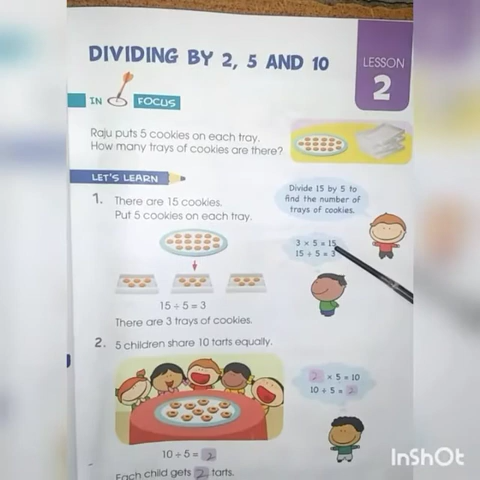 DIVIDING BY 2, 5 AND 10
LESSON
2
IN FOCUS
Raju puts 5 cookies on each tray.
How many trays of cookies are there?
LET'S LEARN
1. There are 15 cookies.
Put 5 cookies on each tray.
Divide 15 by 5 to
find the number of
trays of cookies.
3 × 5 = 15
15 ÷ 5 = 3
15 ÷ 5 = 3
There are 3 trays of cookies.
2. 5 children share 10 tarts equally.
2 × 5 = 10
10 ÷ 5 = 2
10 ÷ 5 = 2
Each child gets 2 tarts.
InShOt